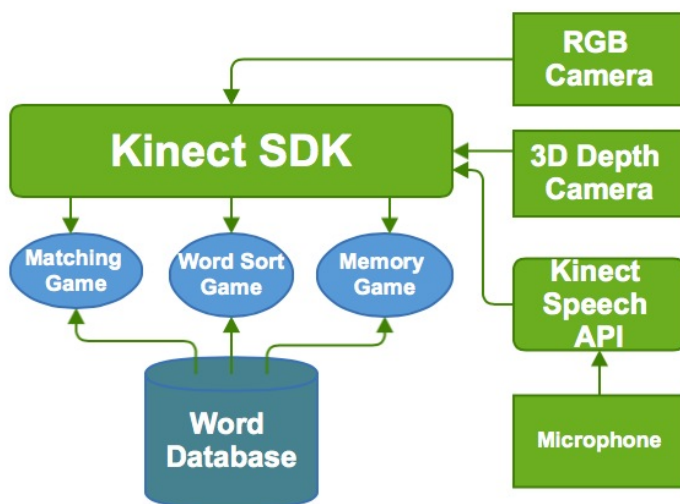 RGB
Camera
Kinect SDK
3D Depth
Camera
Matching
Game
Word Sort
Game
Memory
Game
Kinect
Speech
API
Word
Database
Microphone